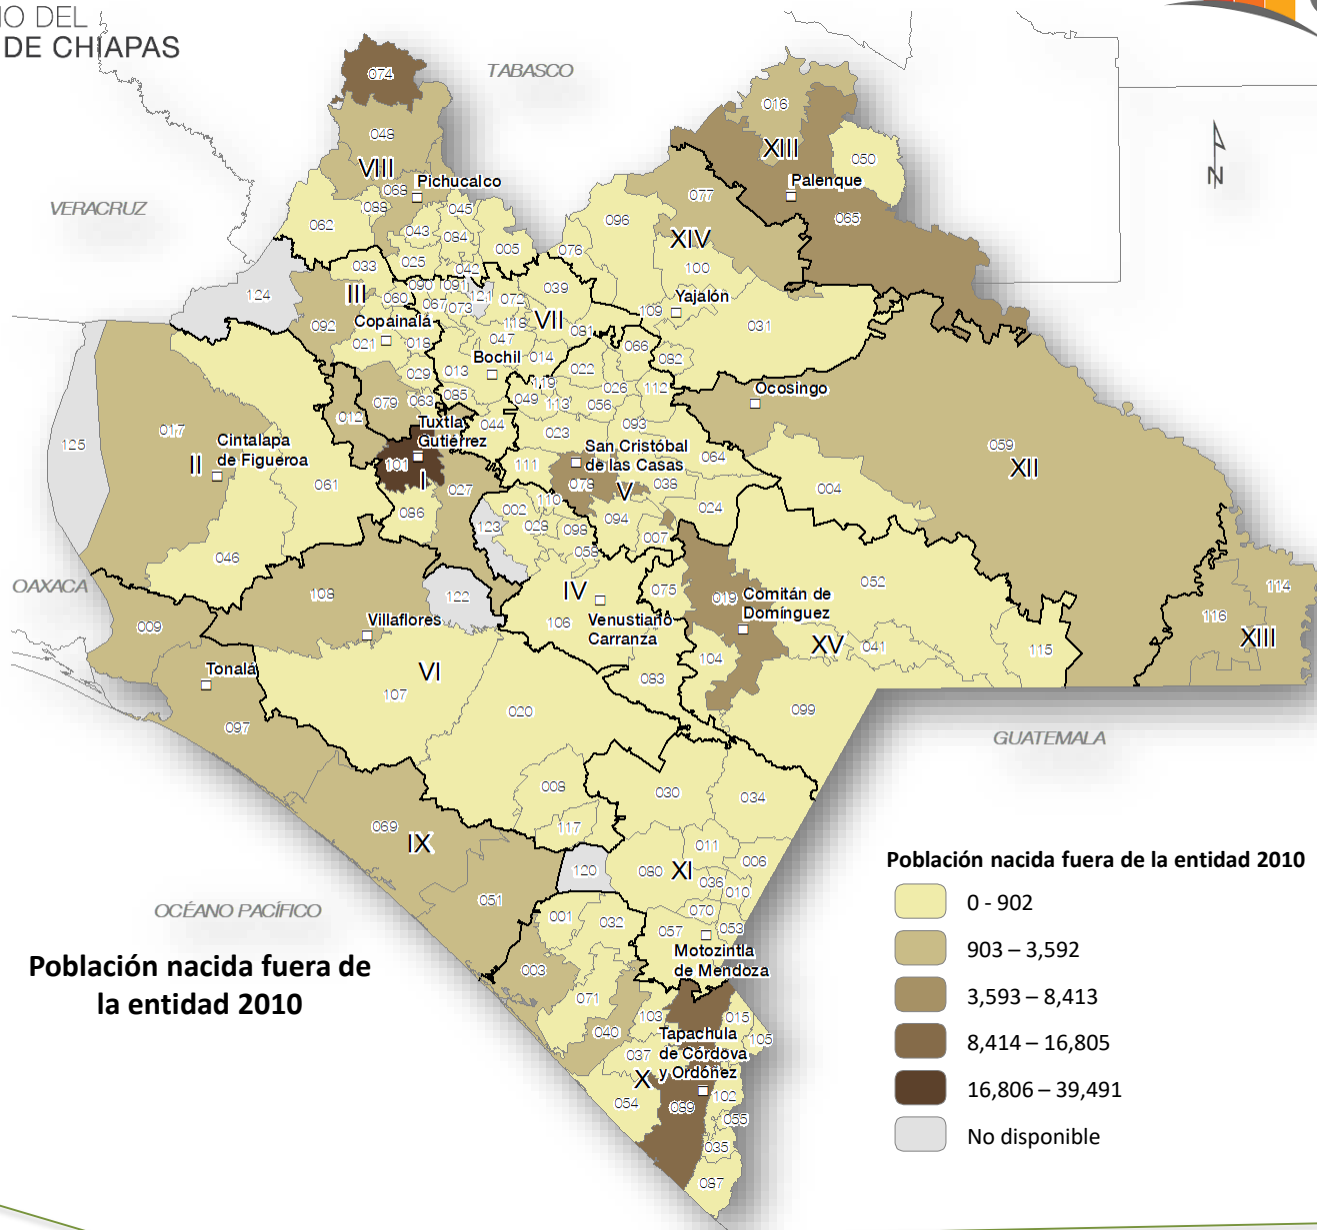 O DEL
DE CHIAPAS
TABASCO
VERACRUZ
OAXACA
GUATEMALA
OCÉANO PACÍFICO
N
074
016
048
XIII
050
VIII
Pichucalco
Palenque
068
088
045
077
065
062
043
084
096
XIV
025
042
005
076
100
033
124
III
060
090
091
121
072
039
Yajalón
092
067
073
118
VII
109
031
Copainalá
081
021
018
047
066
082
Bochil
014
013
022
029
119
026
112
Ocosingo
079
063
085
049
113
056
012
Tuxtla
Gutiérrez
044
093
017
023
059
125
Cintalapa
de Figueroa
San Cristóbal
de las Casas
064
XII
II
101
111
078
061
I
027
V
038
004
086
002
110
024
123
028
098
094
007
046
058
052
108
122
IV
075
019
Comitán de
Domínguez
114
116
XIII
009
Villaflores
106
Venustiano
Carranza
XV
041
115
Tonalá
VI
104
083
107
020
099
097
008
030
034
069
IX
117
011
120
080
XI
006
036
010
051
070
001
032
057
053
Motozintla
de Mendoza
003
071
103
015
040
Tapachula
de Córdova
y Ordóñez
105
037
X
054
089
102
055
035
087
Población nacida fuera de
la entidad 2010
Población nacida fuera de la entidad 2010
0 - 902
903 – 3,592
3,593 – 8,413
8,414 – 16,805
16,806 – 39,491
No disponible